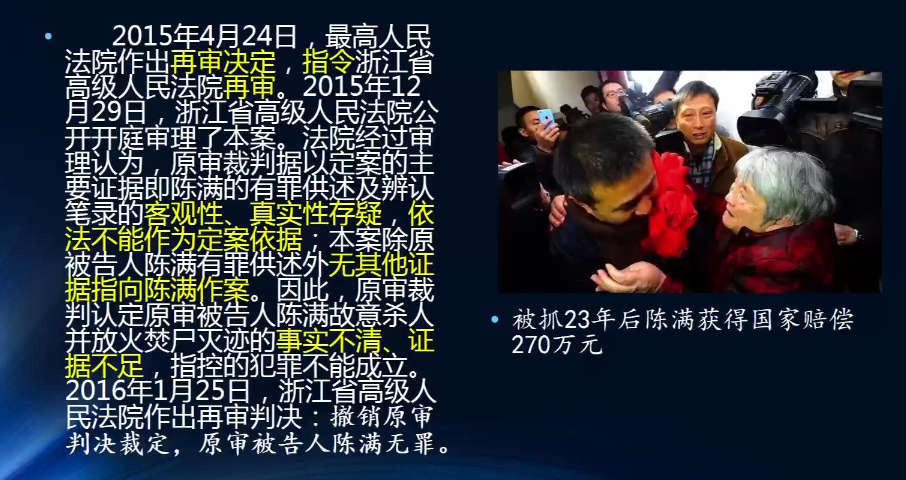 2015年4月24日，最高人民
法院作出再审决定，指令浙江省
高级人民法院再审。2015年12
月29日，浙江省高级人民法院公
开开庭审理了本案。法院经过审
理认为，原审裁判据以定案的主
要证据即陈满的有罪供述及辨认
笔录的客观性、真实性存疑，依
法不能作为定案依据；本案除原
被告人陈满有罪供述外无其他证
据指向陈满作案。因此，原审裁
判认定原审被告人陈满故意杀人
并放火焚尸灭迹的事实不清、证
据不足，指控的犯罪不能成立。
2016年1月25日，浙江省高级人
民法院作出再审判决：撤销原审
判决裁定，原审被告人陈满无罪。
被抓23年后陈满获得国家赔偿
270万元